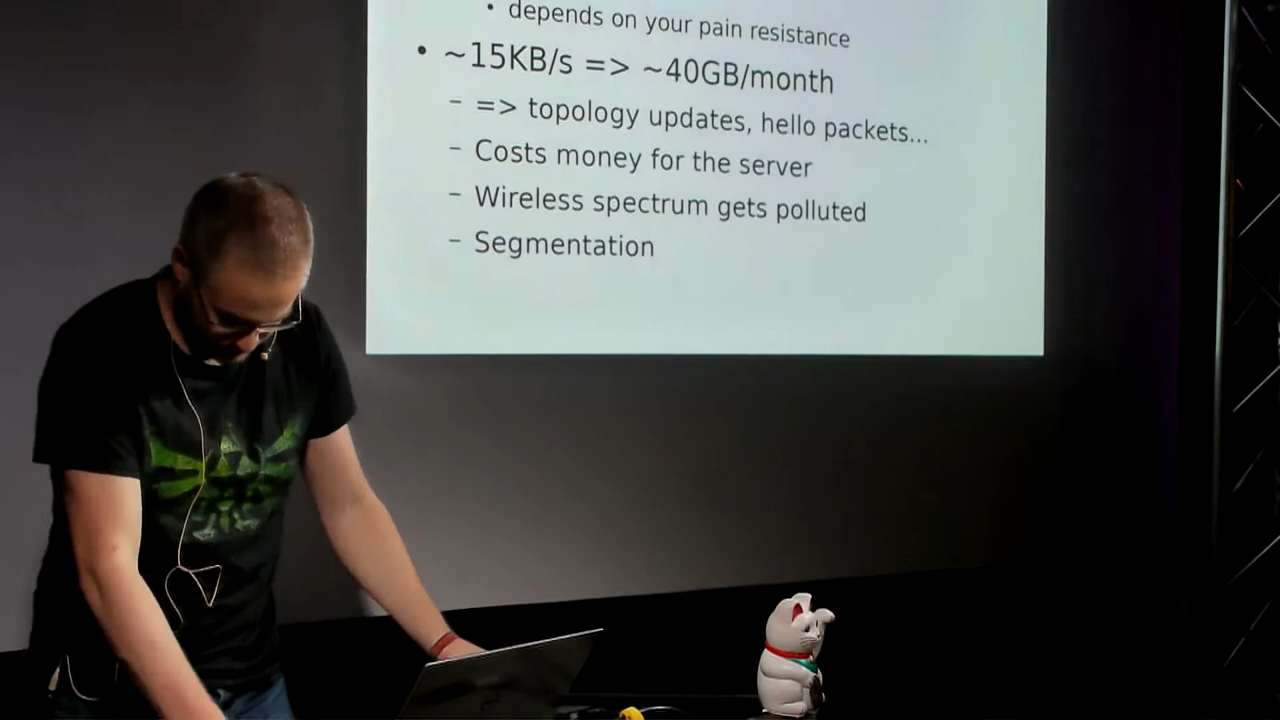 • depends on your pain resistance
• ~15KB/s => ~40GB/month
– => topology updates, hello packets...
– Costs money for the server
– Wireless spectrum gets polluted
– Segmentation